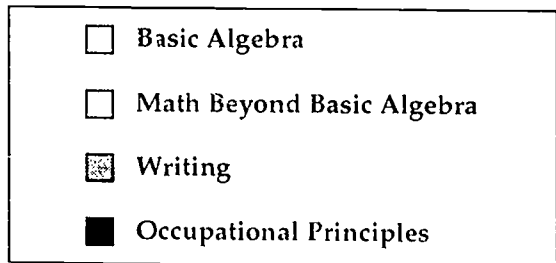 Basic Algebra
Math Beyond Basic Algebra
Writing
Occupational Principles